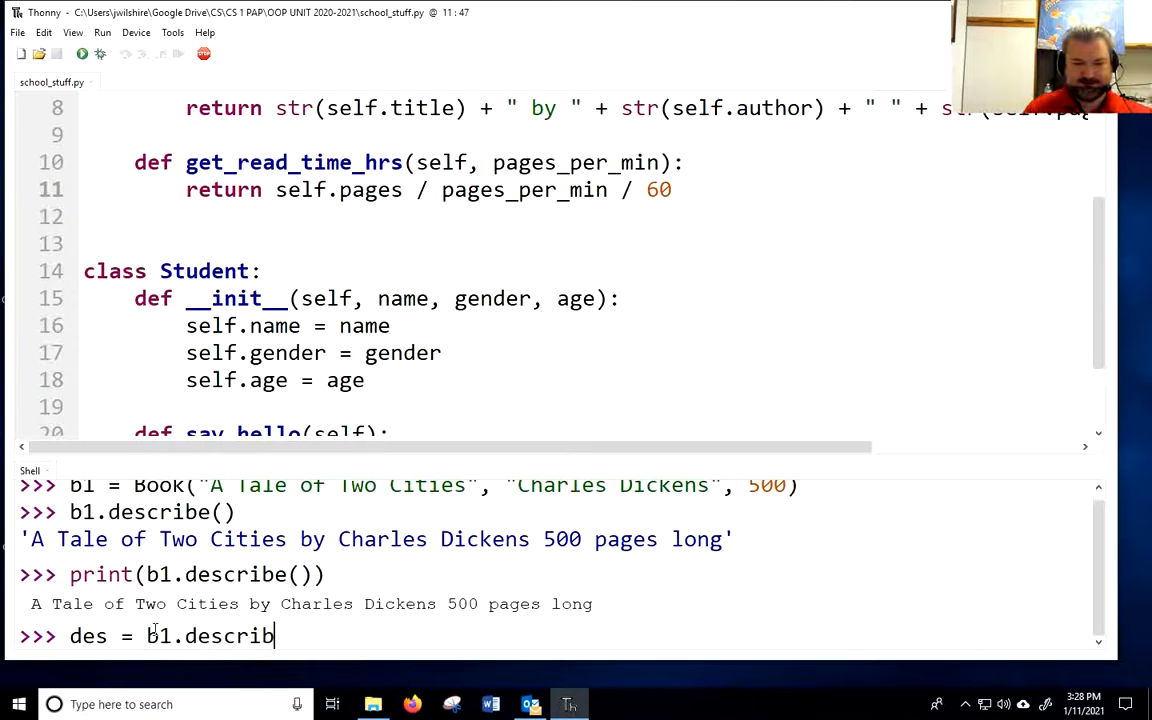 Thonny - C:\Users\jwilshire\Google Drive\CS\CS 1 PAP\OOP UNIT 2020-2021\school_stuff.py @ 11 : 47
File Edit View Run Device Tools Help
school_stuff.py
8 return str(self.title) + " by " + str(self.author) + " " +
9
10 def get_read_time_hrs(self, pages_per_min):
11 return self.pages / pages_per_min / 60
12
13
14 class Student:
15 def __init__(self, name, gender, age):
16 self.name = name
17 self.gender = gender
18 self.age = age
19
20 def say_hello(self):
Shell
>>> b1 = Book("A Tale of Two Cities", "Charles Dickens", 500)
>>> b1.describe()
'A Tale of Two Cities by Charles Dickens 500 pages long'
>>> print(b1.describe())
A Tale of Two Cities by Charles Dickens 500 pages long
>>> des = b1.describ
Type here to search
3:28 PM
1/11/2021